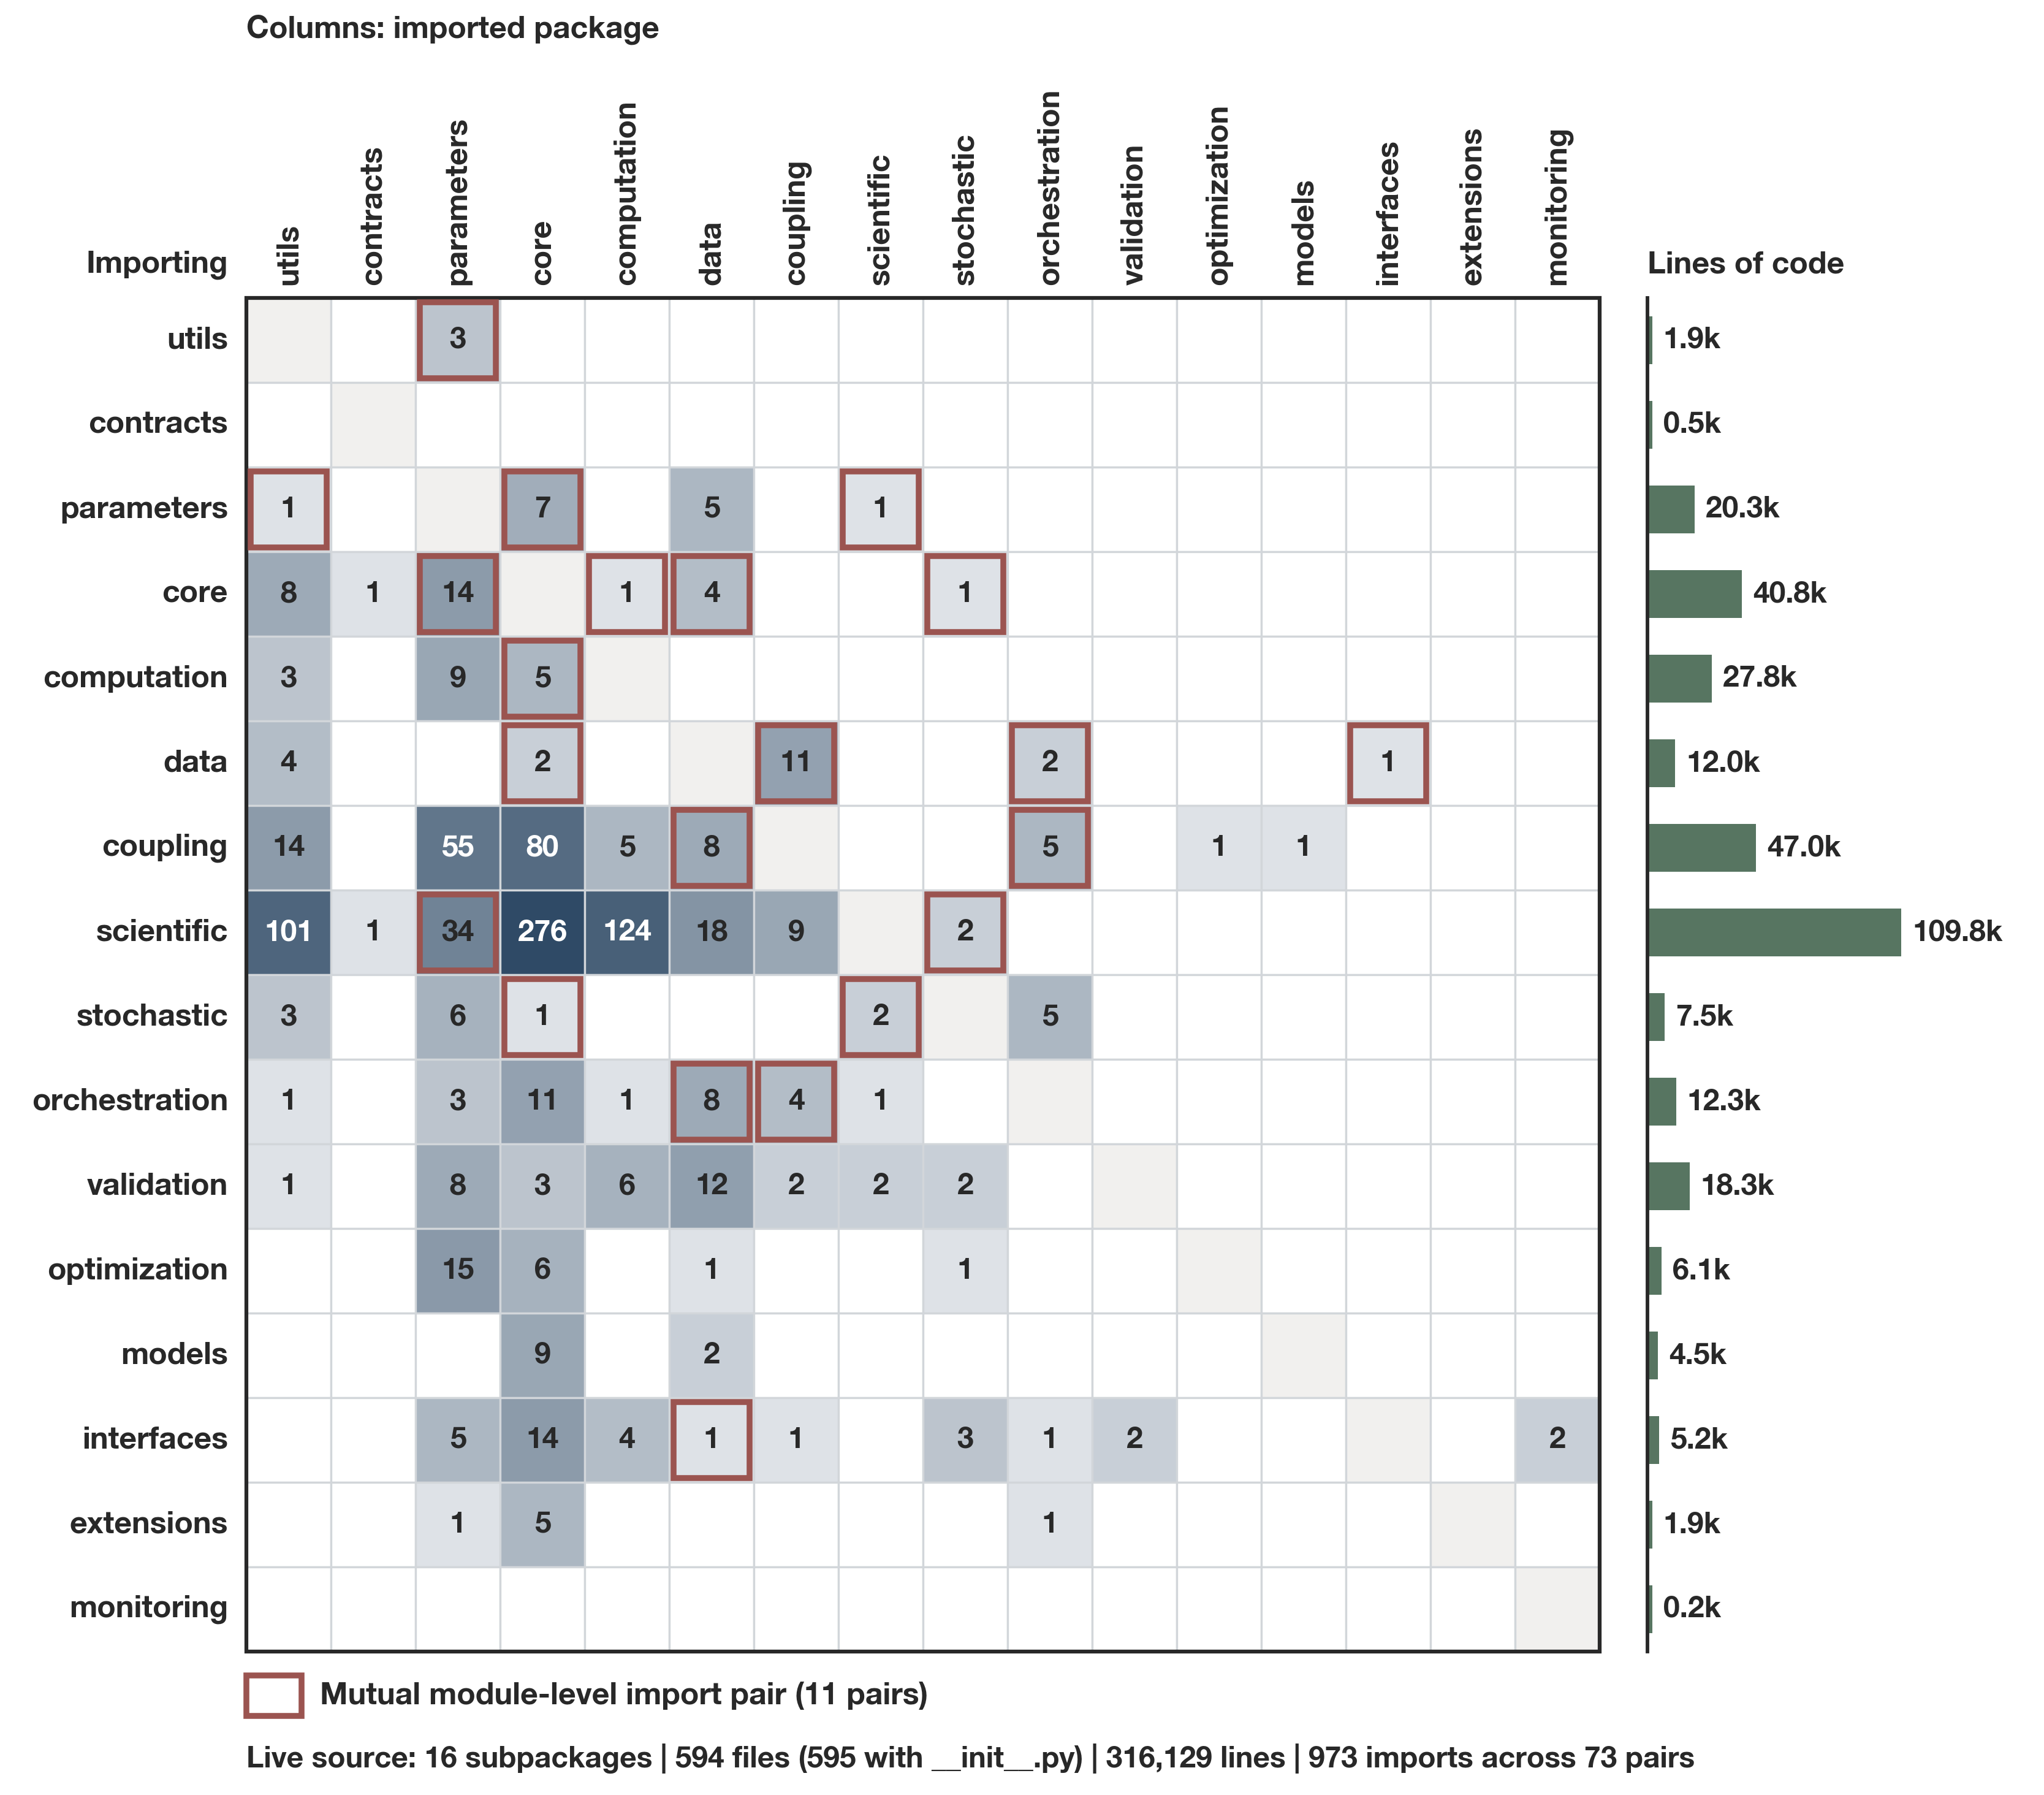 Columns: imported package
Importing
utils
contracts
parameters
core
computation
data
coupling
scientific
stochastic
orchestration
validation
optimization
models
interfaces
extensions
monitoring
Lines of code
utils 3 1.9k
contracts 0.5k
parameters 1 7 5 1 20.3k
core 8 1 14 1 4 1 40.8k
computation 3 9 5 27.8k
data 4 2 11 2 1 12.0k
coupling 14 55 80 5 8 5 1 1 47.0k
scientific 101 1 34 276 124 18 9 2 109.8k
stochastic 3 6 1 2 5 7.5k
orchestration 1 3 11 1 8 4 1 12.3k
validation 1 8 3 6 12 2 2 2 18.3k
optimization 15 6 1 1 6.1k
models 9 2 4.5k
interfaces 5 14 4 1 1 3 1 2 2 5.2k
extensions 1 5 1 1.9k
monitoring 0.2k
Mutual module-level import pair (11 pairs)
Live source: 16 subpackages | 594 files (595 with __init__.py) | 316,129 lines | 973 imports across 73 pairs